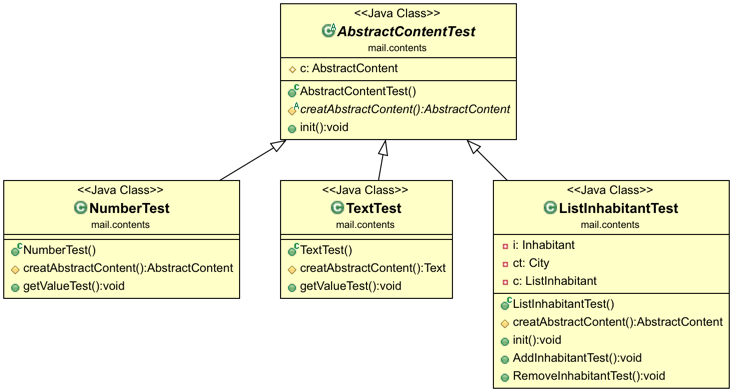 <<Java Class>>
AbstractContentTest
mail.contents
c: AbstractContent
AbstractContentTest()
creatAbstractContent():AbstractContent
init():void
<<Java Class>>
NumberTest
mail.contents
NumberTest()
creatAbstractContent():AbstractContent
getValueTest():void
<<Java Class>>
TextTest
mail.contents
TextTest()
creatAbstractContent():Text
getValueTest():void
<<Java Class>>
ListInhabitantTest
mail.contents
i: Inhabitant
ct: City
c: ListInhabitant
ListInhabitantTest()
creatAbstractContent():AbstractContent
init():void
AddInhabitantTest():void
RemoveInhabitantTest():void